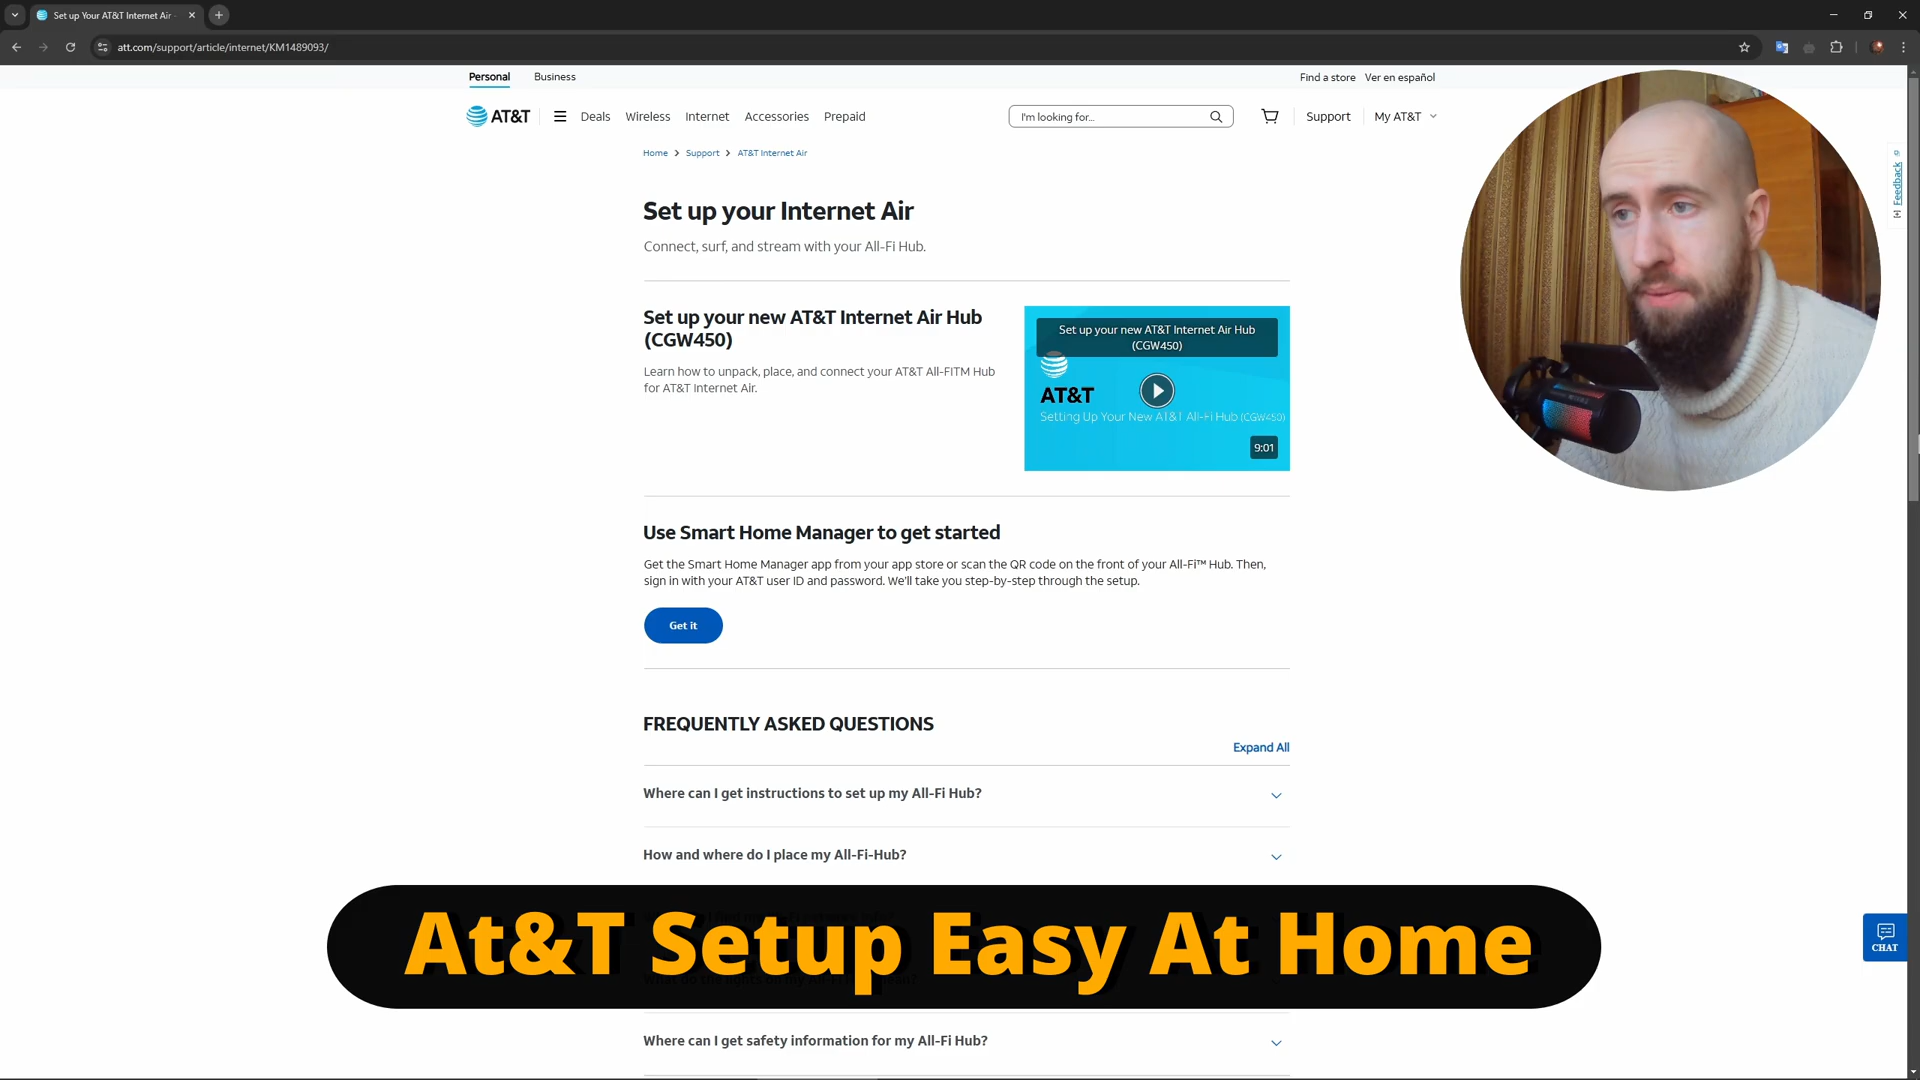 Set up Your AT&T Internet Air
att.com/support/article/internet/KM1489093/
Personal
Business
Find a store
Ver en español
AT&T
Deals
Wireless
Internet
Accessories
Prepaid
I'm looking for...
Support
My AT&T
Home
Support
AT&T Internet Air
Feedback
Set up your Internet Air
Connect, surf, and stream with your All-Fi Hub.
Set up your new AT&T Internet Air Hub
(CGW450)
Learn how to unpack, place, and connect your AT&T All-FITM Hub
for AT&T Internet Air.
Set up your new AT&T Internet Air Hub
(CGW450)
AT&T
Setting Up Your New AT&T All-Fi Hub (CGW450)
9:01
Use Smart Home Manager to get started
Get the Smart Home Manager app from your app store or scan the QR code on the front of your All-Fi™ Hub. Then,
sign in with your AT&T user ID and password. We'll take you step-by-step through the setup.
Get it
FREQUENTLY ASKED QUESTIONS
Expand All
Where can I get instructions to set up my All-Fi Hub?
How and where do I place my All-Fi-Hub?
At&T Setup Easy At Home
CHAT
Where can I get safety information for my All-Fi Hub?